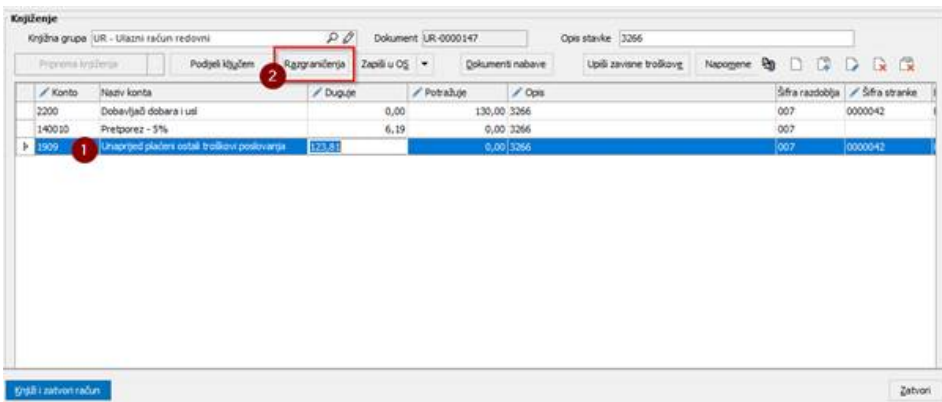 Knjiženje
Knjižna grupa UR - Ulazni račun redovni Dokument UR-0000147 Opis stavke 3266
Priprema knjiženja Podijeli ključem Razgraničenja Zapiši u OS Dokumenti nabave Upiši zavisne troškove Napomene
2
Konto Naziv konta Duguje Potražuje Opis Šifra razdoblja Šifra stranke
2200 Dobavljač dobara i usl 0,00 130,00 3266 007 0000042
140010 Pretporez - 5% 6,19 0,00 3266 007
1909 1 Unaprijed plaćeni ostali troškovi poslovanja 123,81 0,00 3266 007 0000042
Knjiži i zatvori račun Zatvori